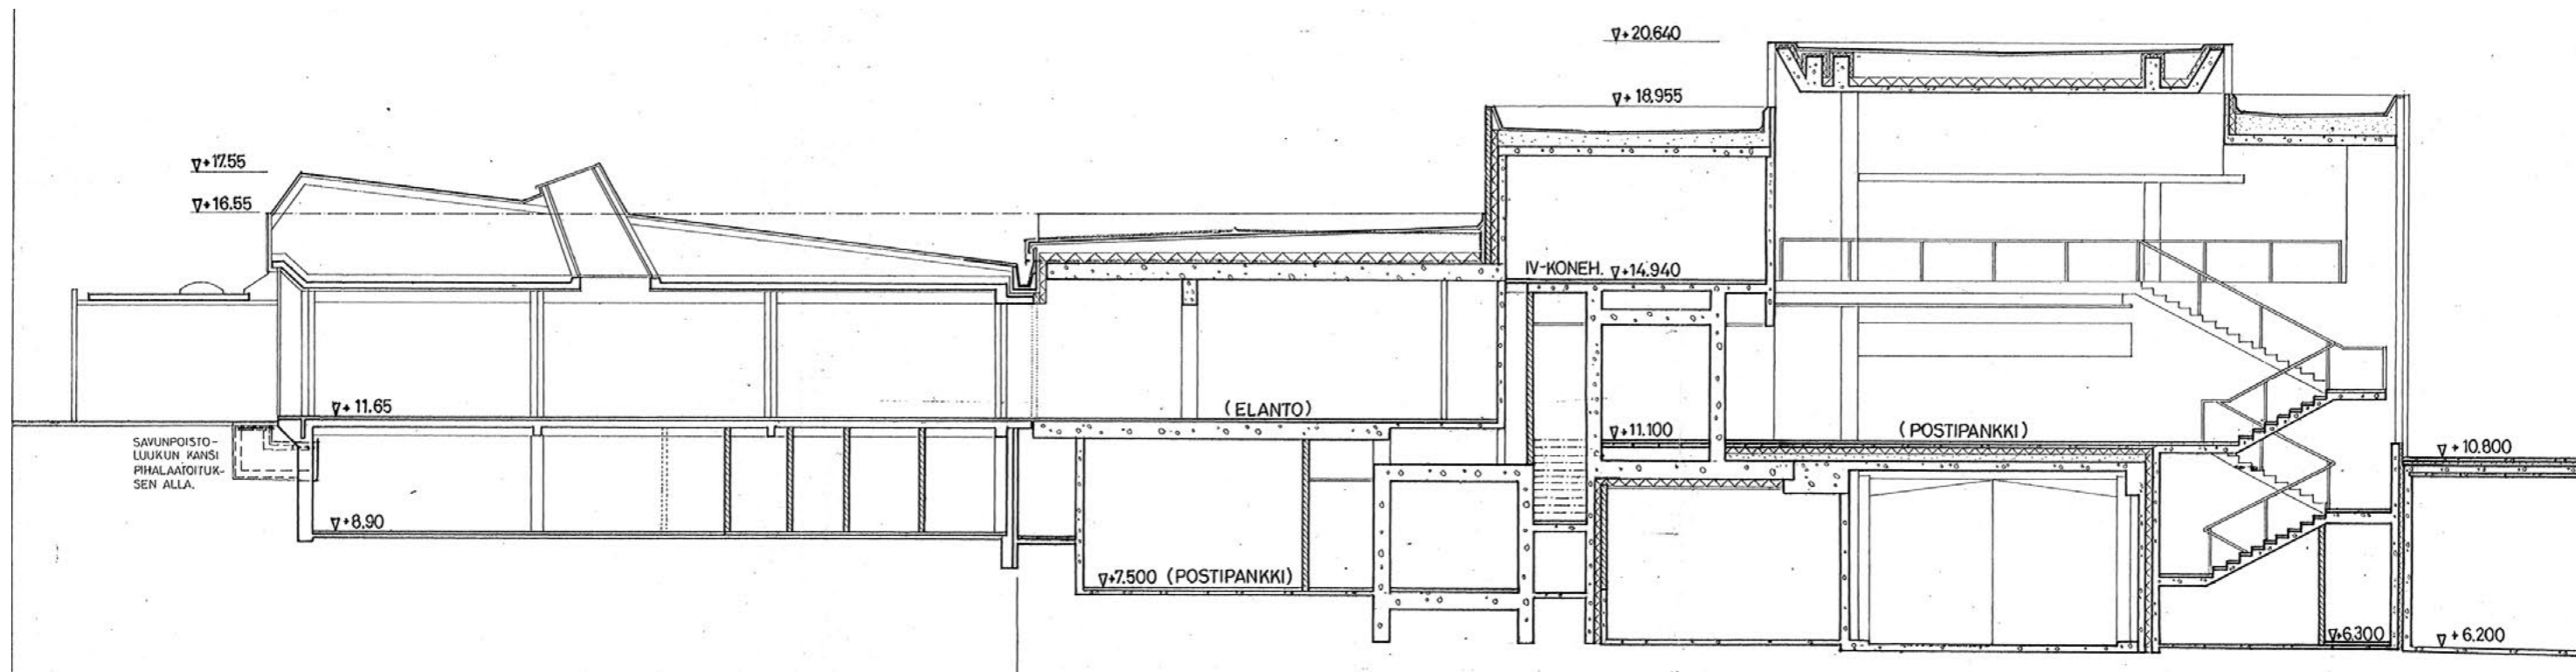 ∇+20.640
∇+18.955
∇+17.55
∇+16.55
IV-KONEH. ∇+14.940
∇+11.65
(ELANTO)
∇+11.100
(POSTIPANKKI)
SAVUNPOISTO-
LUUKUN KANSI
PIHALAATOITUK-
SEN ALLA.
∇+10.800
∇+8.90
∇+7.500 (POSTIPANKKI)
∇+6.300
∇+6.200